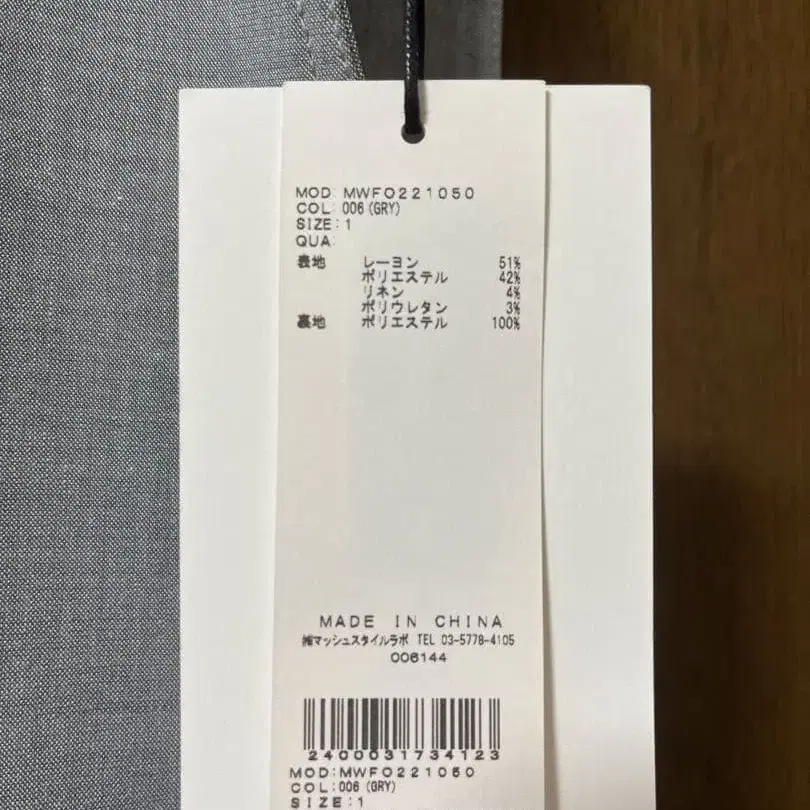 MOD: MWFO221050
COL: 006 (GRY)
SIZE: 1
QUA:
表地 レーヨン 51%
ポリエステル 42%
リネン 4%
ポリウレタン 3%
裏地 ポリエステル 100%
MADE IN CHINA
㈱マッシュスタイルラボ TEL 03-5778-4105
006144
2400031734123
MOD:MWFO221050
COL:006 (GRY)
SIZE:1